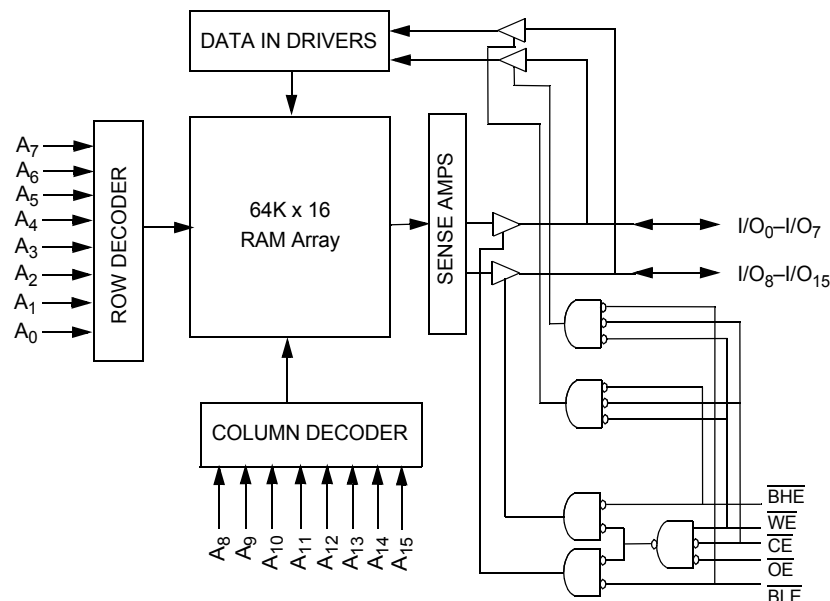 DATA IN DRIVERS
A7
A6
A5
A4
A3
A2
A1
A0
ROW DECODER
64K x 16
RAM Array
SENSE AMPS
I/O0–I/O7
I/O8–I/O15
COLUMN DECODER
A8
A9
A10
A11
A12
A13
A14
A15
BHE
WE
CE
OE
BLE